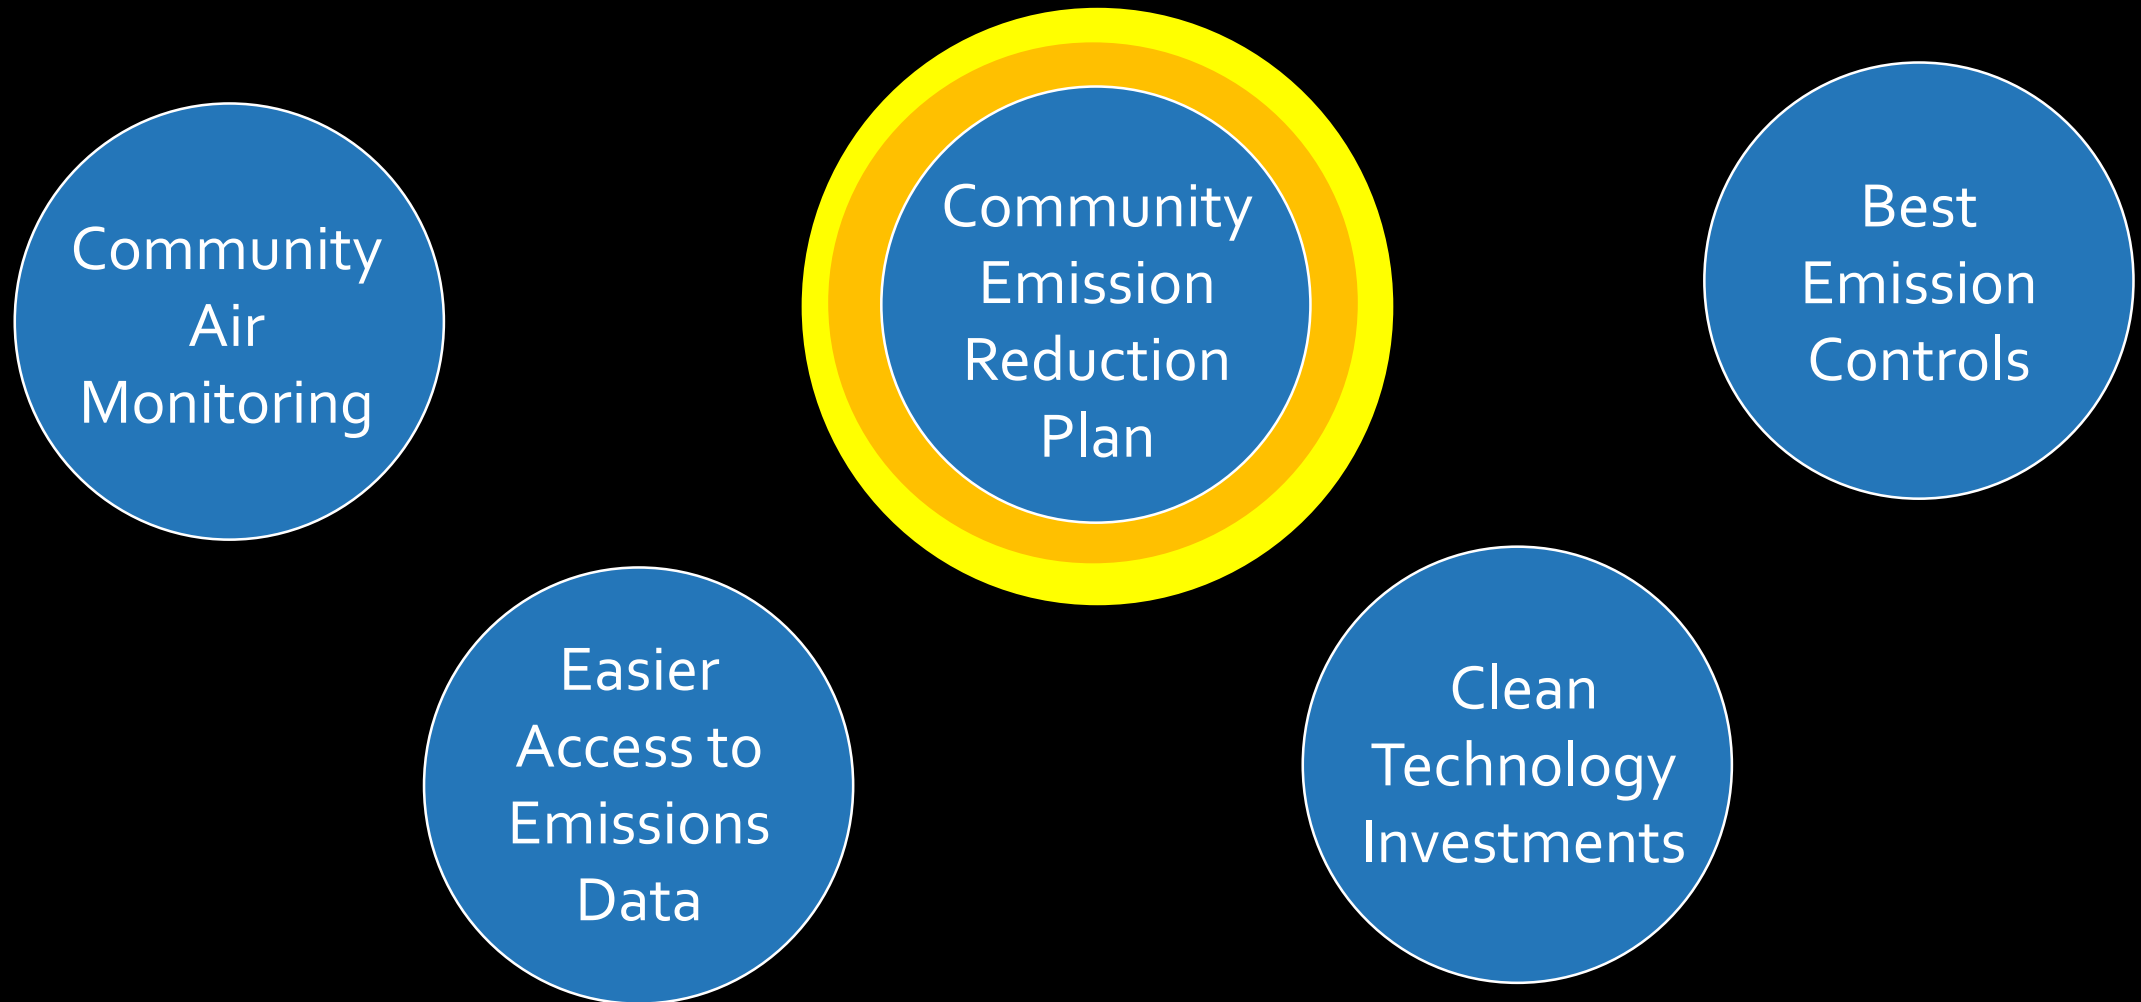 Community
Air
Monitoring
Easier
Access to
Emissions
Data
Community
Emission
Reduction
Plan
Clean
Technology
Investments
Best
Emission
Controls